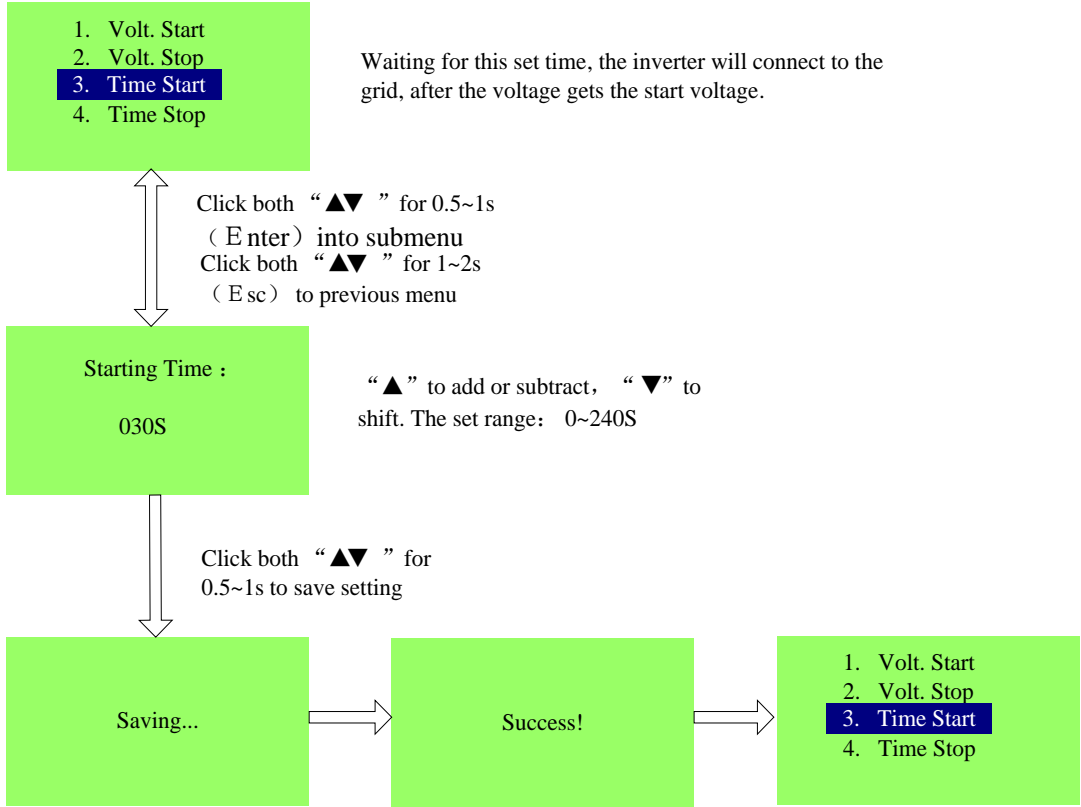 1. Volt. Start
2. Volt. Stop
3. Time Start
4. Time Stop
Waiting for this set time, the inverter will connect to the
grid, after the voltage gets the start voltage.
Click both “▲▼ ” for 0.5~1s
（Ｅnter）into submenu
Click both “▲▼ ” for 1~2s
（Ｅsc） to previous menu
Starting Time：
030S
“▲” to add or subtract， “ ▼” to
shift. The set range： 0~240S
Click both “▲▼ ” for
0.5~1s to save setting
Saving...
Success!
1. Volt. Start
2. Volt. Stop
3. Time Start
4. Time Stop